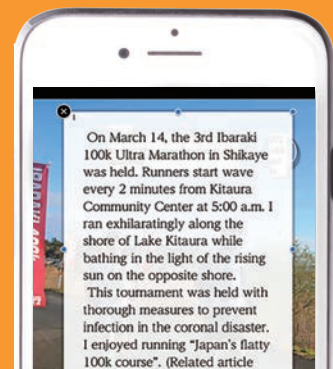 IBARAKI 100k
1
On March 14, the 3rd Ibaraki
100k Ultra Marathon in Shikaye
was held. Runners start wave
every 2 minutes from Kitaura
Community Center at 5:00 a.m. I
ran exhilaratingly along the
shore of Lake Kitaura while
bathing in the light of the rising
sun on the opposite shore.
This tournament was held with
thorough measures to prevent
infection in the coronal disaster.
I enjoyed running “Japan’s flatty
100k course”. (Related article